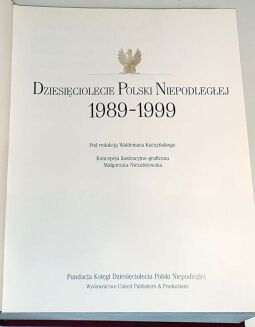 Dziesięciolecie Polski Niepodległej
1989-1999
Pod redakcją Waldemara Kuczyńskiego
Koncepcja ilustracyjno-graficzna
Małgorzata Niezabitowska
Fundacja Księgi Dziesięciolecia Polski Niepodległej
Wydawnictwo United Publishers & Productions